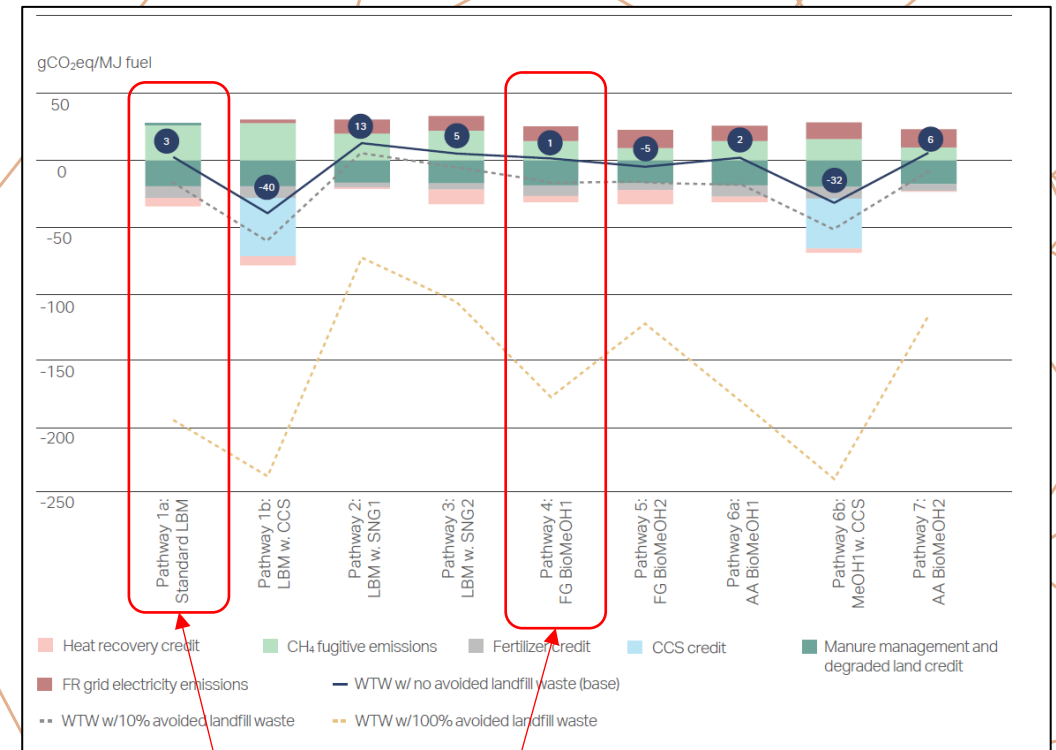 gCO₂eq/MJ fuel
50
0
-50
-100
-150
-200
-250
3
-40
13
5
1
-5
2
-32
6
Pathway 1a:
Standard LBM
Pathway 1b:
LBM w. CCS
Pathway 2:
LBM w. SNG1
Pathway 3:
LBM w. SNG2
Pathway 4:
FG BioMeOH1
Pathway 5:
FG BioMeOH2
Pathway 6a:
AA BioMeOH1
Pathway 6b:
MeOH1 w. CCS
Pathway 7:
AA BioMeOH2
Heat recovery credit
CH₄ fugitive emissions
Fertilizer credit
CCS credit
Manure management and
degraded land credit
FR grid electricity emissions
WTW w/ no avoided landfill waste (base)
WTW w/10% avoided landfill waste
WTW w/100% avoided landfill waste